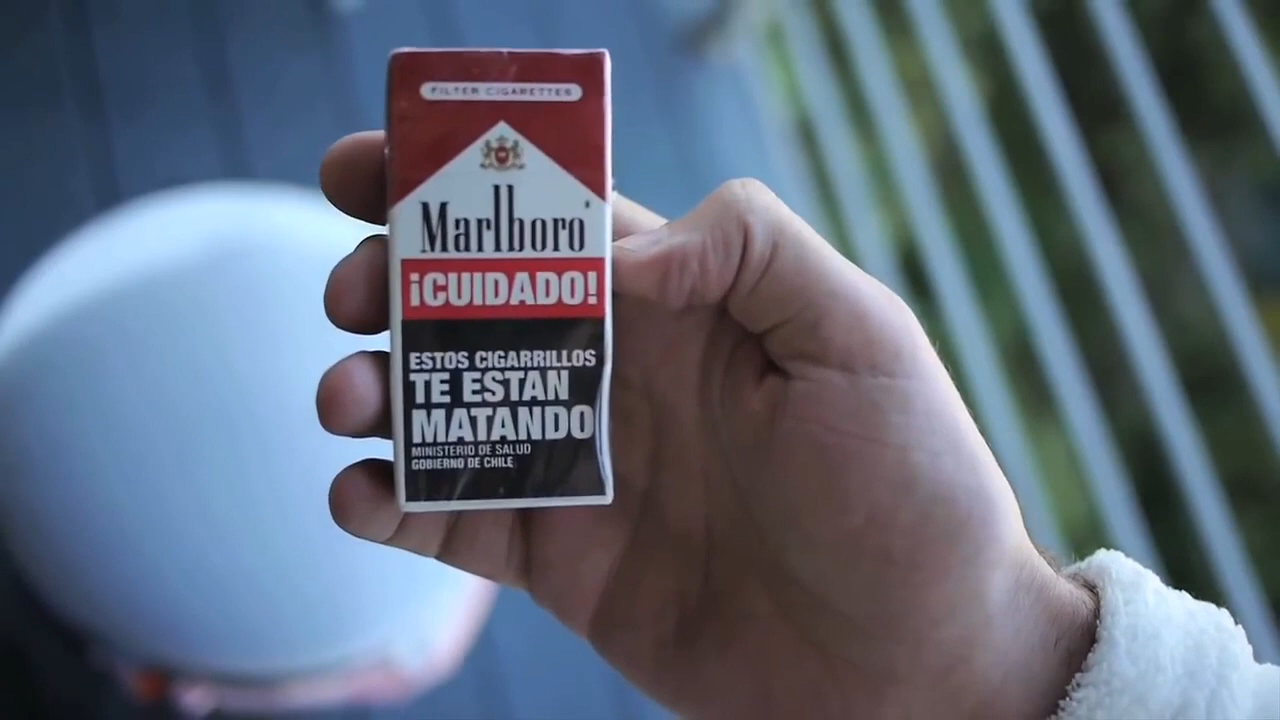 FILTER CIGARETTES
Marlboro
¡CUIDADO!
ESTOS CIGARRILLOS
TE ESTAN
MATANDO
MINISTERIO DE SALUD
GOBIERNO DE CHILE